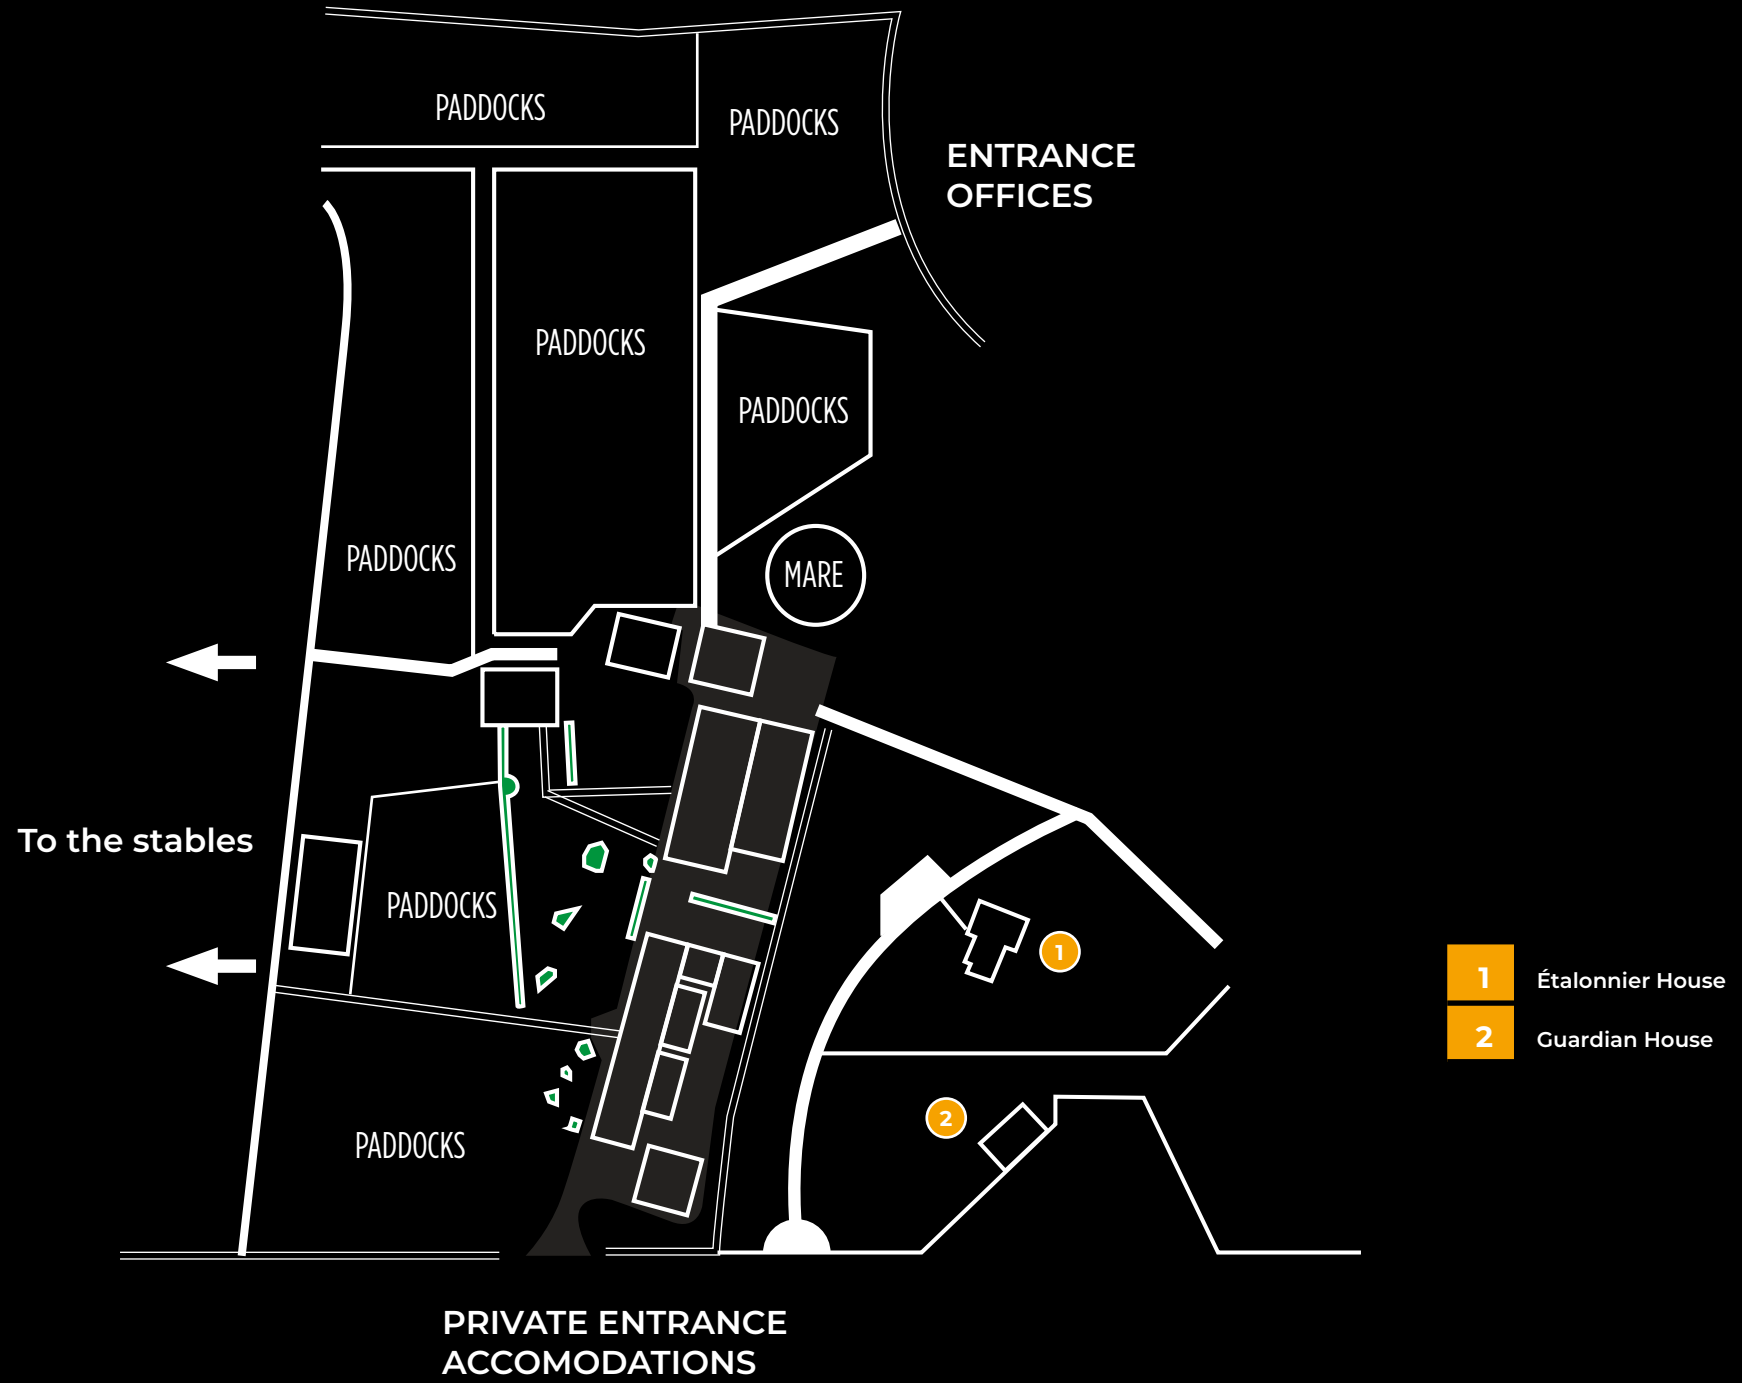 PADDOCKS
PADDOCKS
ENTRANCE
OFFICES
PADDOCKS
PADDOCKS
PADDOCKS
MARE
To the stables
PADDOCKS
1
1 Étalonnier House
2 Guardian House
2
PADDOCKS
PRIVATE ENTRANCE
ACCOMODATIONS